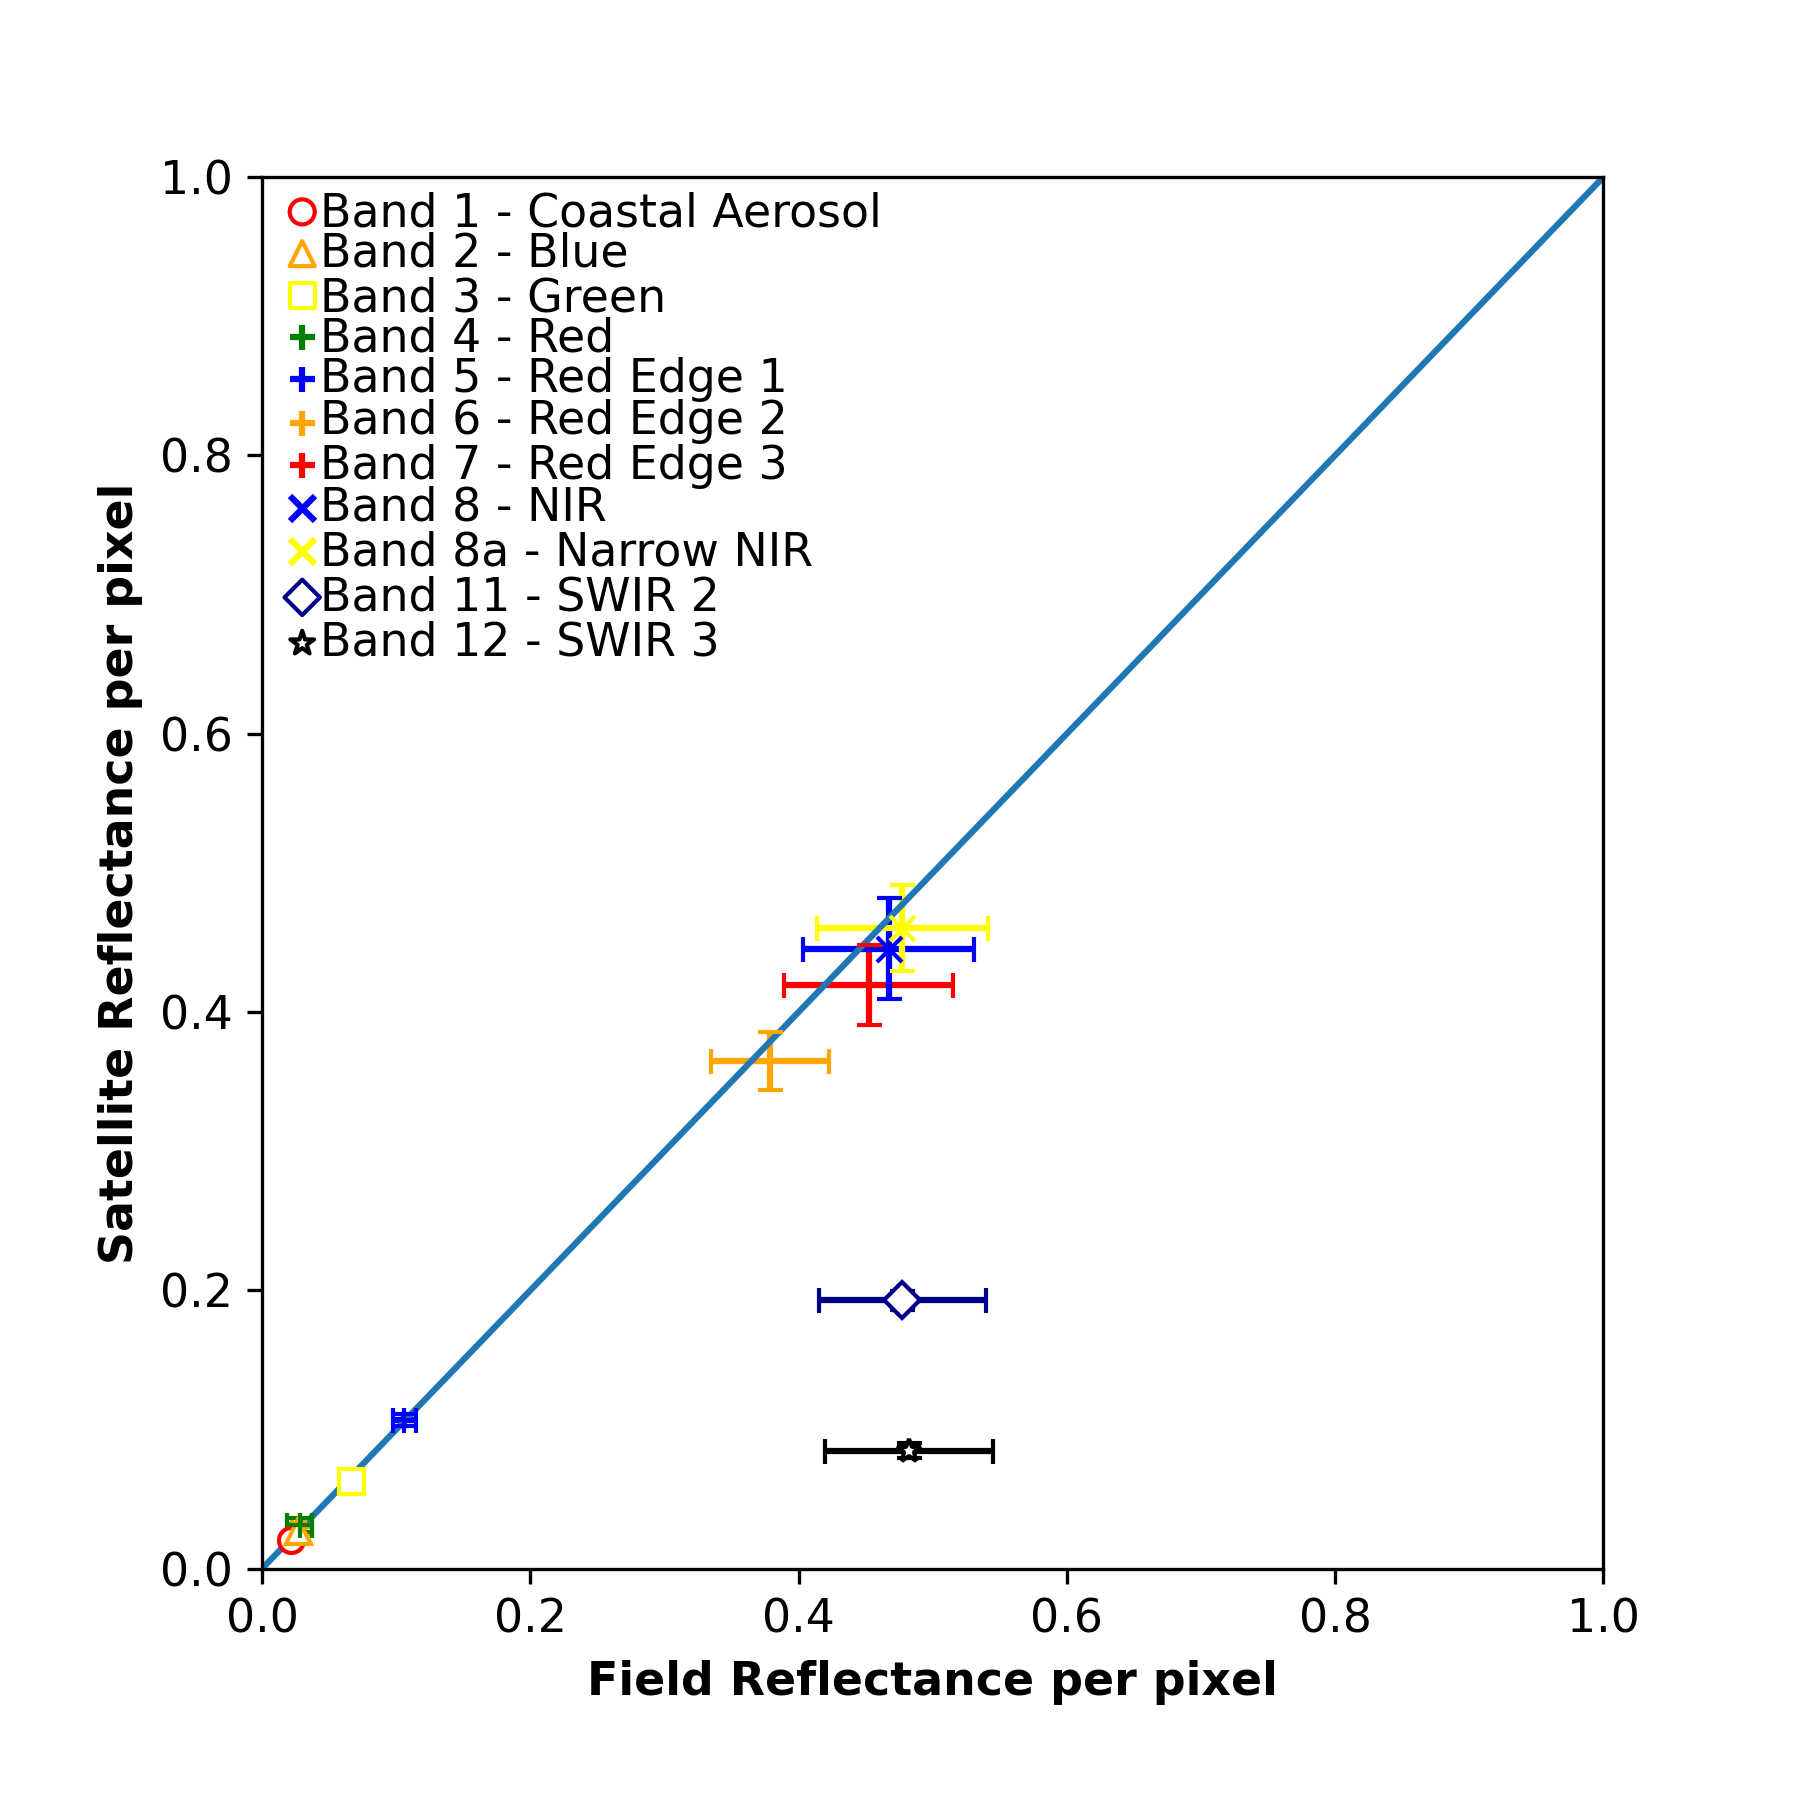 1.0
Band 1 - Coastal Aerosol
Band 2 - Blue
Band 3 - Green
Band 4 - Red
Band 5 - Red Edge 1
Band 6 - Red Edge 2
Band 7 - Red Edge 3
Band 8 - NIR
Band 8a - Narrow NIR
Band 11 - SWIR 2
Band 12 - SWIR 3
0.8
0.6
0.4
0.2
0.0
Satellite Reflectance per pixel
0.0 0.2 0.4 0.6 0.8 1.0
Field Reflectance per pixel